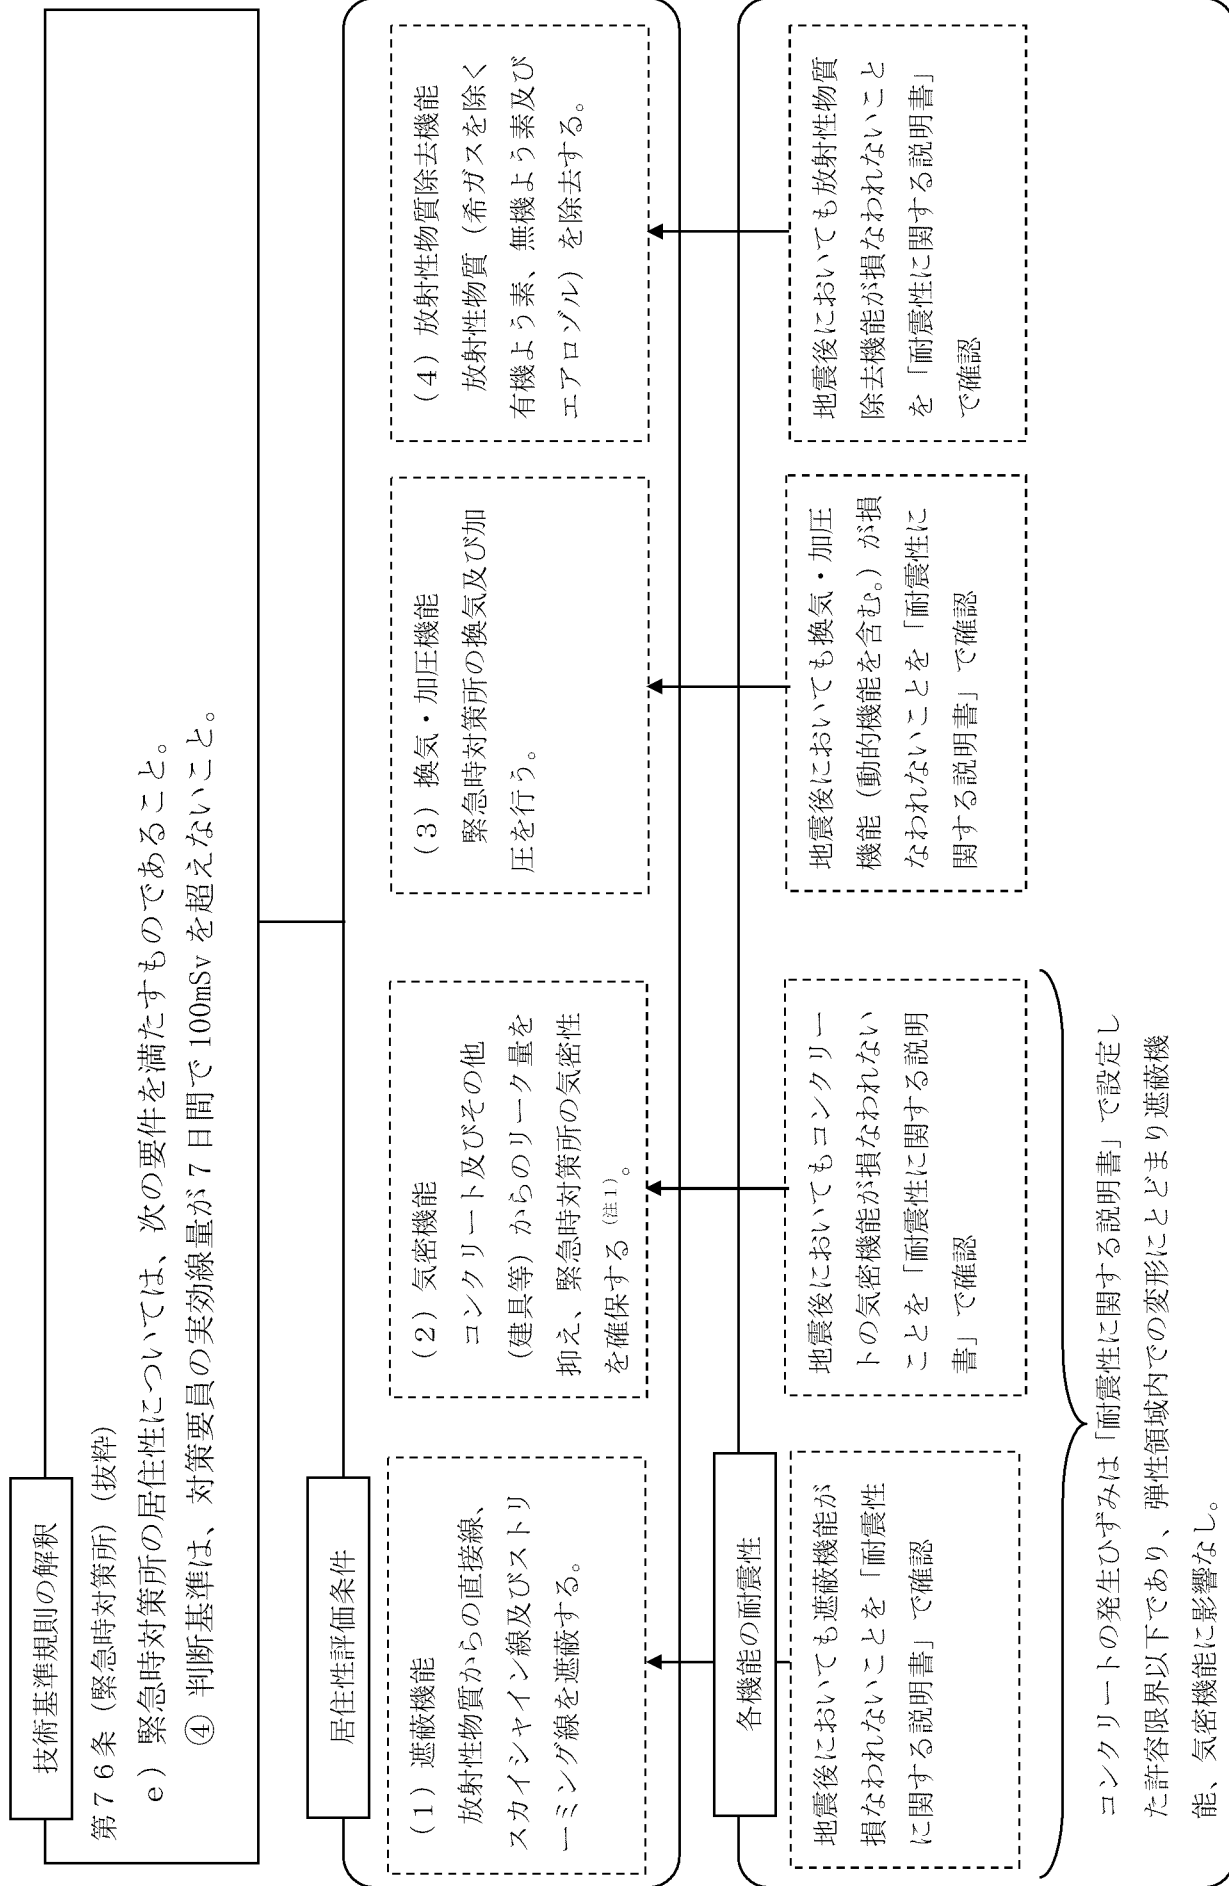 技術基準規則の解釈
第76条（緊急時対策所）（抜粋）
e） 緊急時対策所の居住性については、次の要件を満たすものであること。
④ 判断基準は、対策要員の実効線量が7日間で100mSvを超えないこと。
居住性評価条件
（1）遮蔽機能
放射性物質からの直接線、
スカイシャイン線及びストリ
ーミング線を遮蔽する。
（2）気密機能
コンクリート及びその他
（建具等）からのリーク量を
抑え、緊急時対策所の気密性
を確保する（注1）。
（3）換気・加圧機能
緊急時対策所の換気及び加
圧を行う。
（4）放射性物質除去機能
放射性物質（希ガスを除く
有機よう素、無機よう素及び
エアロゾル）を除去する。
各機能の耐震性
地震後においても遮蔽機能が
損なわれないことを「耐震性
に関する説明書」で確認
地震後においてもコンクリー
トの気密機能が損なわれない
ことを「耐震性に関する説明
書」で確認
地震後においても換気・加圧
機能（動的機能を含む。）が損
なわれないことを「耐震性に
関する説明書」で確認
地震後においても放射性物質
除去機能が損なわれないこと
を「耐震性に関する説明書」
で確認
コンクリートの発生ひずみは「耐震性に関する説明書」で設定し
た許容限界以下であり、弾性領域内での変形にとどまり遮蔽機
能、気密機能に影響なし。